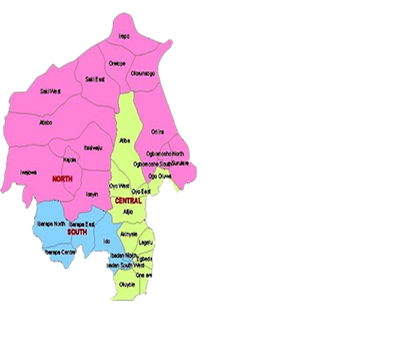 Irepo
Orelope
Olorunsogo
Saki East
Saki West
Atisbo
Oriire
Atiba
Itesiwaju
Ogbomosho North
Kajola
Ogbomosho South Surulere
Iwajowa
Ogo Oluwa
NORTH
Oyo West
Oyo East
Iseyin
CENTRAL
Afijio
Ibarapa North
Ibarapa East
SOUTH
Akinyele
Ido
Lagelu
Ibarapa Central
Ibadan North
Egbeda
Ibadan South West
Ona ara
Oluyole